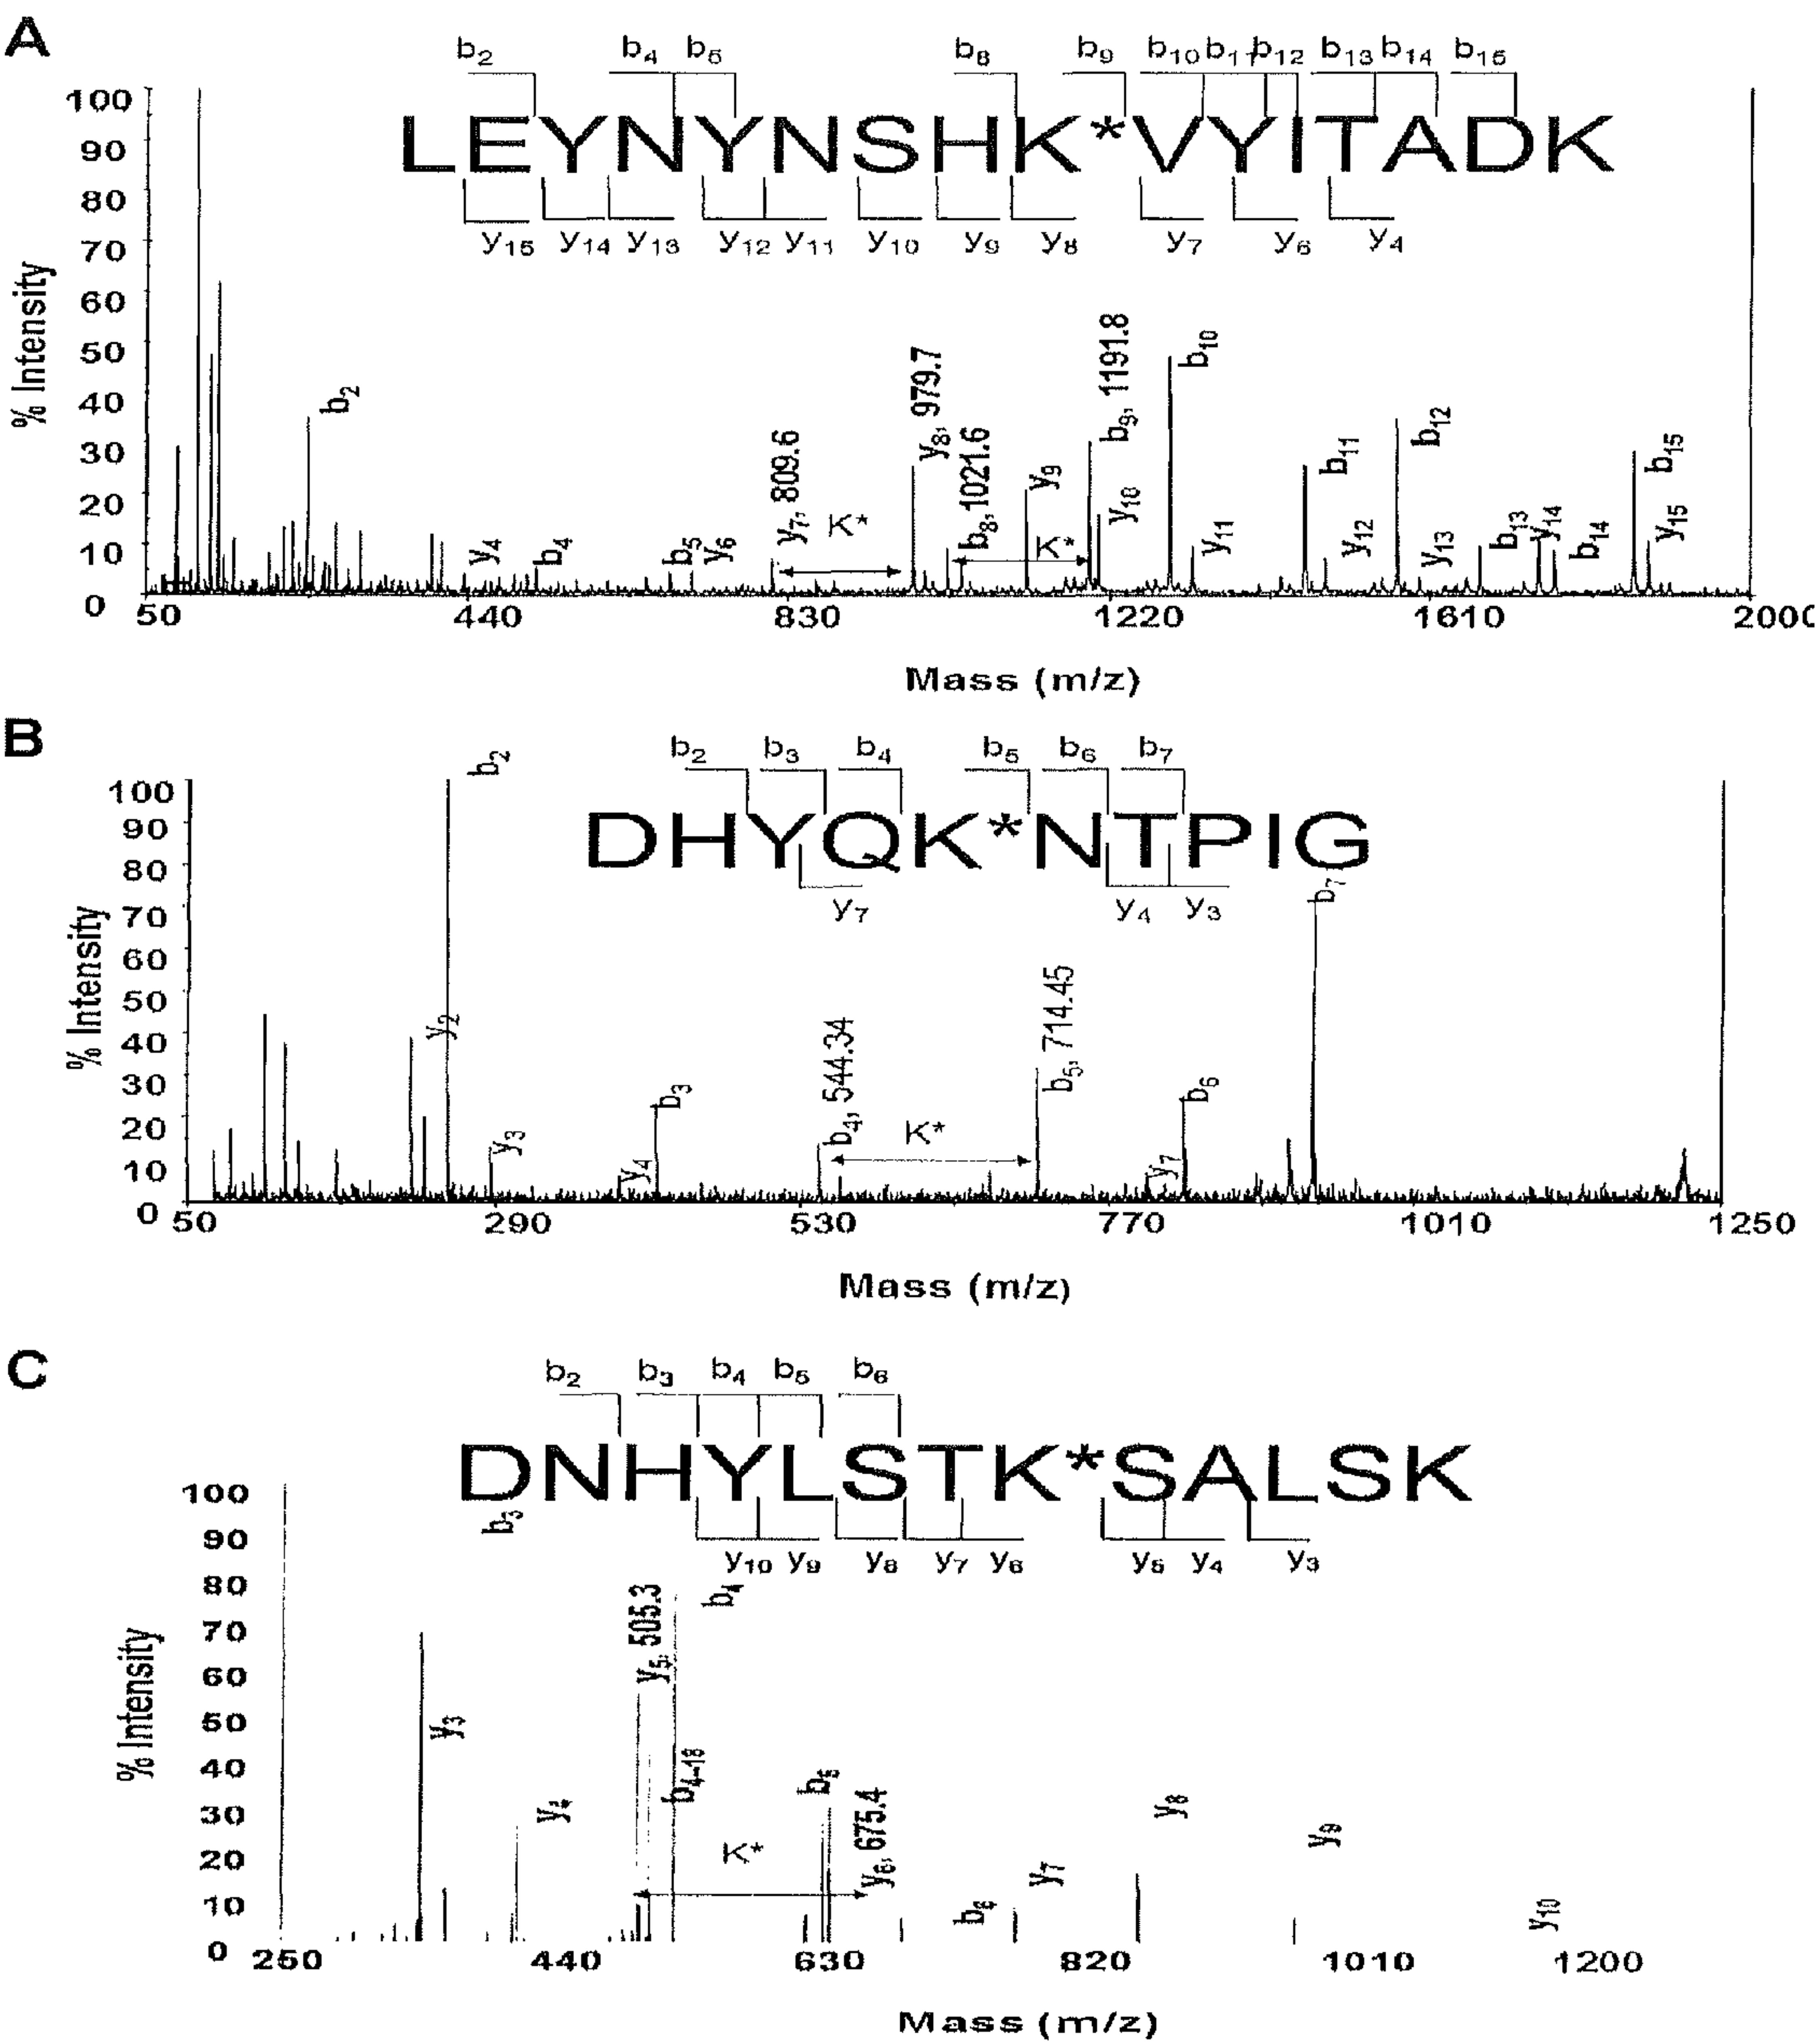 A
b2 b4 b5 b8 b9 b10 b11 b12 b13 b14 b15
LEYNYNSHK*VYITADK
y15 y14 y13 y12 y11 y10 y9 y8 y7 y6 y4
% Intensity
100
90
80
70
60
50
40
30
20
10
0
b2
y4
b4
b5
y6
y7, 809.6
K*
y8, 979.7
b8, 1021.6
y9
K*
b9, 1191.8
y10
b10
y11
b11
y12
b12
y13
b13
y14
b14
b15
y15
50 440 830 1220 1610 2000
Mass (m/z)
B
b2 b3 b4 b5 b6 b7
DHYQK*NTPIG
y7 y4 y3
% Intensity
100
90
80
70
60
50
40
30
20
10
0
y2
b2
y3
y4
b3
b4, 544.34
K*
b5, 714.45
y7
b6
b7
50 290 530 770 1010 1250
Mass (m/z)
C
b2 b3 b4 b5 b6
DNHYLSTK*SALSK
y10 y9 y8 y7 y6 y5 y4 y3
% Intensity
100
90
80
70
60
50
40
30
20
10
0
y3
b3
y4
y5, 505.3
b4-18
b4
K*
b5
y6, 675.4
b6
y7
y8
y9
y10
250 440 630 820 1010 1200
Mass (m/z)